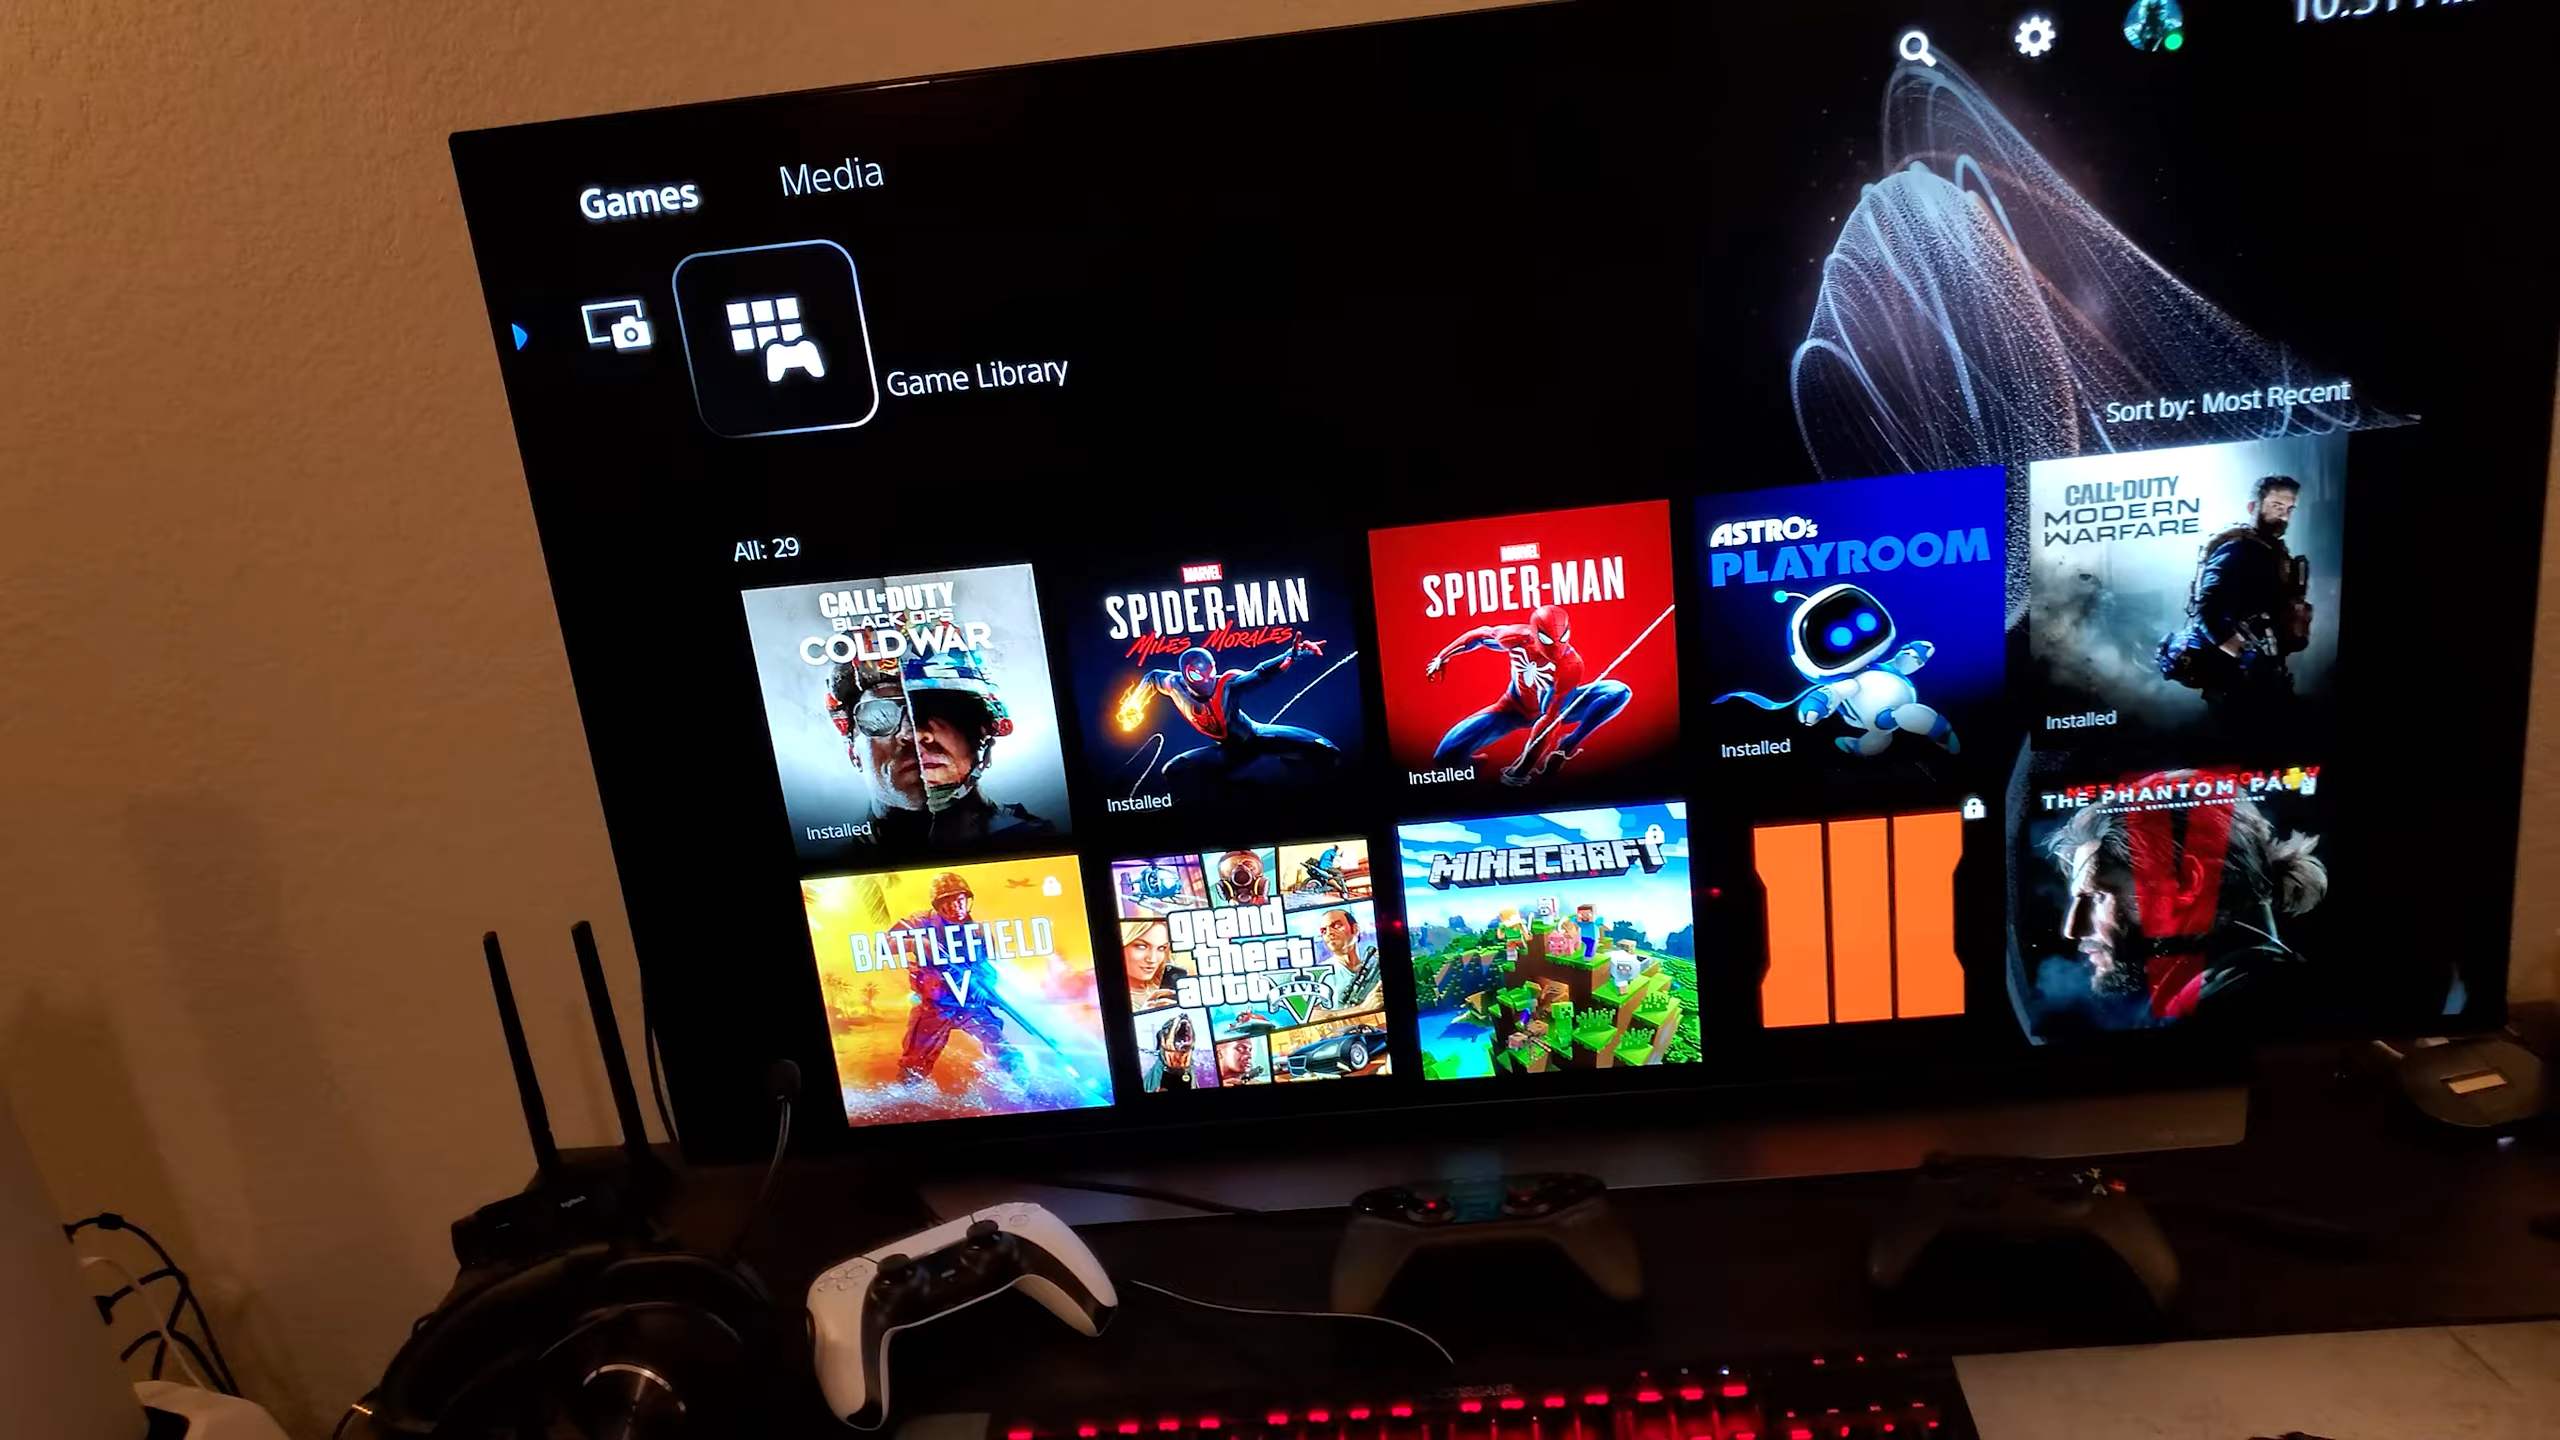 Games
Media
Game Library
Sort by: Most Recent
All: 29
CALL OF DUTY
BLACK OPS
COLD WAR
Installed
MARVEL
SPIDER-MAN
MILES MORALES
Installed
MARVEL
SPIDER-MAN
Installed
ASTRO's
PLAYROOM
Installed
CALL OF DUTY
MODERN
WARFARE
Installed
BATTLEFIELD
V
grand
theft
auto
FIVE
MINECRAFT
THE PHANTOM
CORSAIR